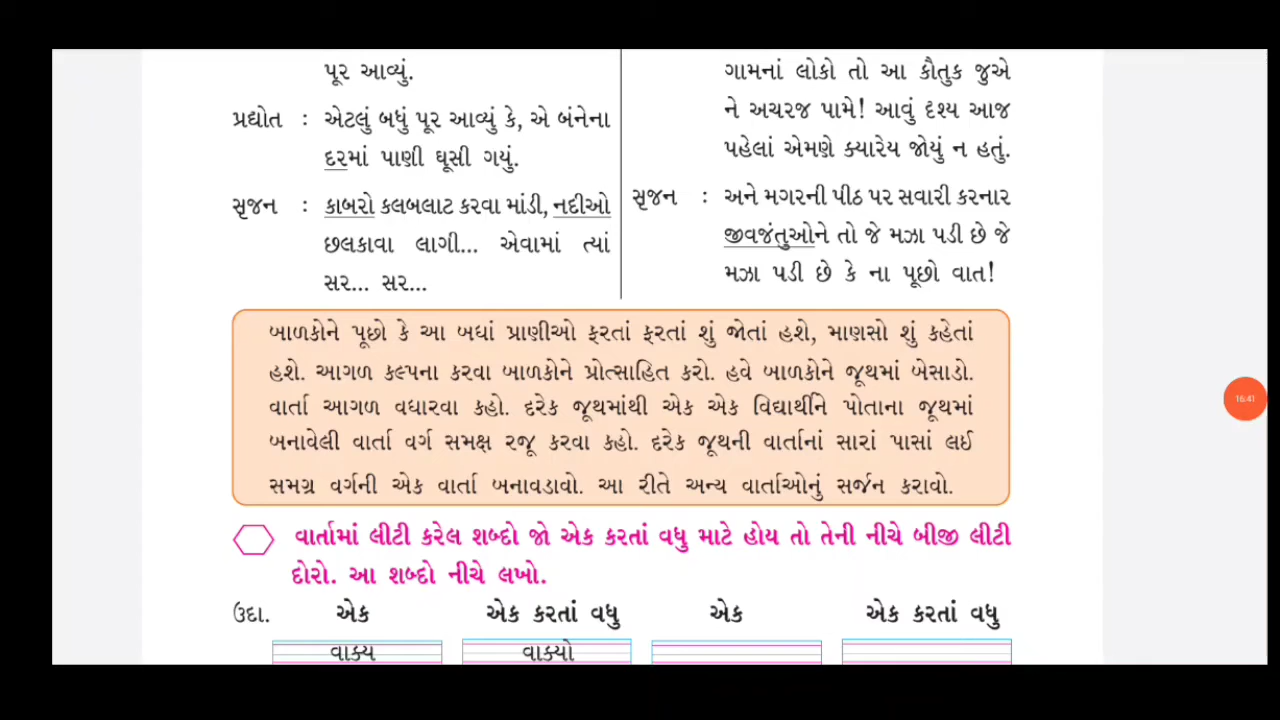 પૂર આવ્યું.
પ્રદ્યોત : એટલું બધું પૂર આવ્યું કે, એ બંનેના
દરમાં પાણી ઘૂસી ગયું.
સૃજન : કાબરો કલબલાટ કરવા માંડી, નદીઓ
છલકાવા લાગી... એવામાં ત્યાં
સર... સર...
ગામનાં લોકો તો આ કૌતુક જુએ
ને અચરજ પામે! આવું દૃશ્ય આજ
પહેલાં એમણે ક્યારેય જોયું ન હતું.
સૃજન : અને મગરની પીઠ પર સવારી કરનાર
જીવજંતુઓને તો જે મઝા પડી છે જે
મઝા પડી છે કે ના પૂછો વાત!
બાળકોને પૂછો કે આ બધાં પ્રાણીઓ ફરતાં ફરતાં શું જોતાં હશે, માણસો શું કહેતાં
હશે. આગળ કલ્પના કરવા બાળકોને પ્રોત્સાહિત કરો. હવે બાળકોને જૂથમાં બેસાડો.
વાર્તા આગળ વધારવા કહો. દરેક જૂથમાંથી એક એક વિદ્યાર્થીને પોતાના જૂથમાં
બનાવેલી વાર્તા વર્ગ સમક્ષ રજૂ કરવા કહો. દરેક જૂથની વાર્તાનાં સારાં પાસાં લઈ
સમગ્ર વર્ગની એક વાર્તા બનાવડાવો. આ રીતે અન્ય વાર્તાઓનું સર્જન કરાવો.
વાર્તામાં લીટી કરેલ શબ્દો જો એક કરતાં વધુ માટે હોય તો તેની નીચે બીજી લીટી
દોરો. આ શબ્દો નીચે લખો.
ઉદા. એક એક કરતાં વધુ એક એક કરતાં વધુ
વાક્ય વાક્યો
16:41